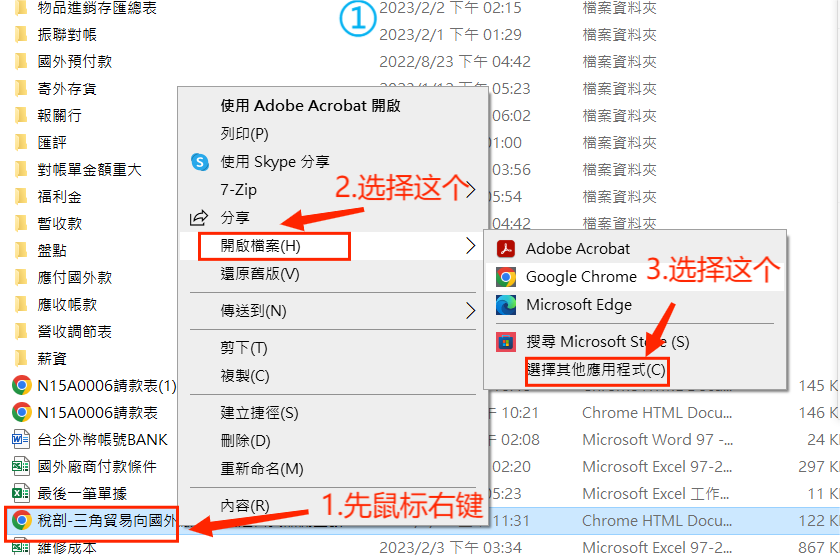 ①
物品進銷存匯總表 2023/2/2 下午 02:15 檔案資料夾
振聯對帳 2023/2/1 下午 01:29 檔案資料夾
國外預付款 2022/8/23 下午 04:42 檔案資料夾
寄外存貨 05:23 檔案資料夾
報關行 06:02 檔案資料夾
匯評 01:00 檔案資料夾
對帳單金額重大 03:56 檔案資料夾
福利金 05:54 檔案資料夾
暫收款 04:42 檔案資料夾
盤點
應付國外款
應收帳款
營收調節表
薪資
N15A0006請款表(1) Chrome HTML Docu... 145 K
N15A0006請款表 午 10:21 Chrome HTML Docu... 146 K
台企外幣帳號BANK 午 02:08 Microsoft Word 97 -... 24 K
國外廠商付款條件 02:20 Microsoft Excel 97-2... 297 K
最後一筆單據 05:23 Microsoft Excel 工作... 11 K
稅剖-三角貿易向國外 11:31 Chrome HTML Docu... 122 K
維修成本 2023/2/3 下午 03:34 Microsoft Excel 97-2... 867 K
使用 Adobe Acrobat 開啟
列印(P)
使用 Skype 分享
7-Zip
分享
開啟檔案(H)
還原舊版(V)
傳送到(N)
剪下(T)
複製(C)
建立捷徑(S)
刪除(D)
重新命名(M)
內容(R)
Adobe Acrobat
Google Chrome
Microsoft Edge
搜尋 Microsoft Store (S)
選擇其他應用程式(C)
1.先鼠标右键
2.选择这个
3.选择这个